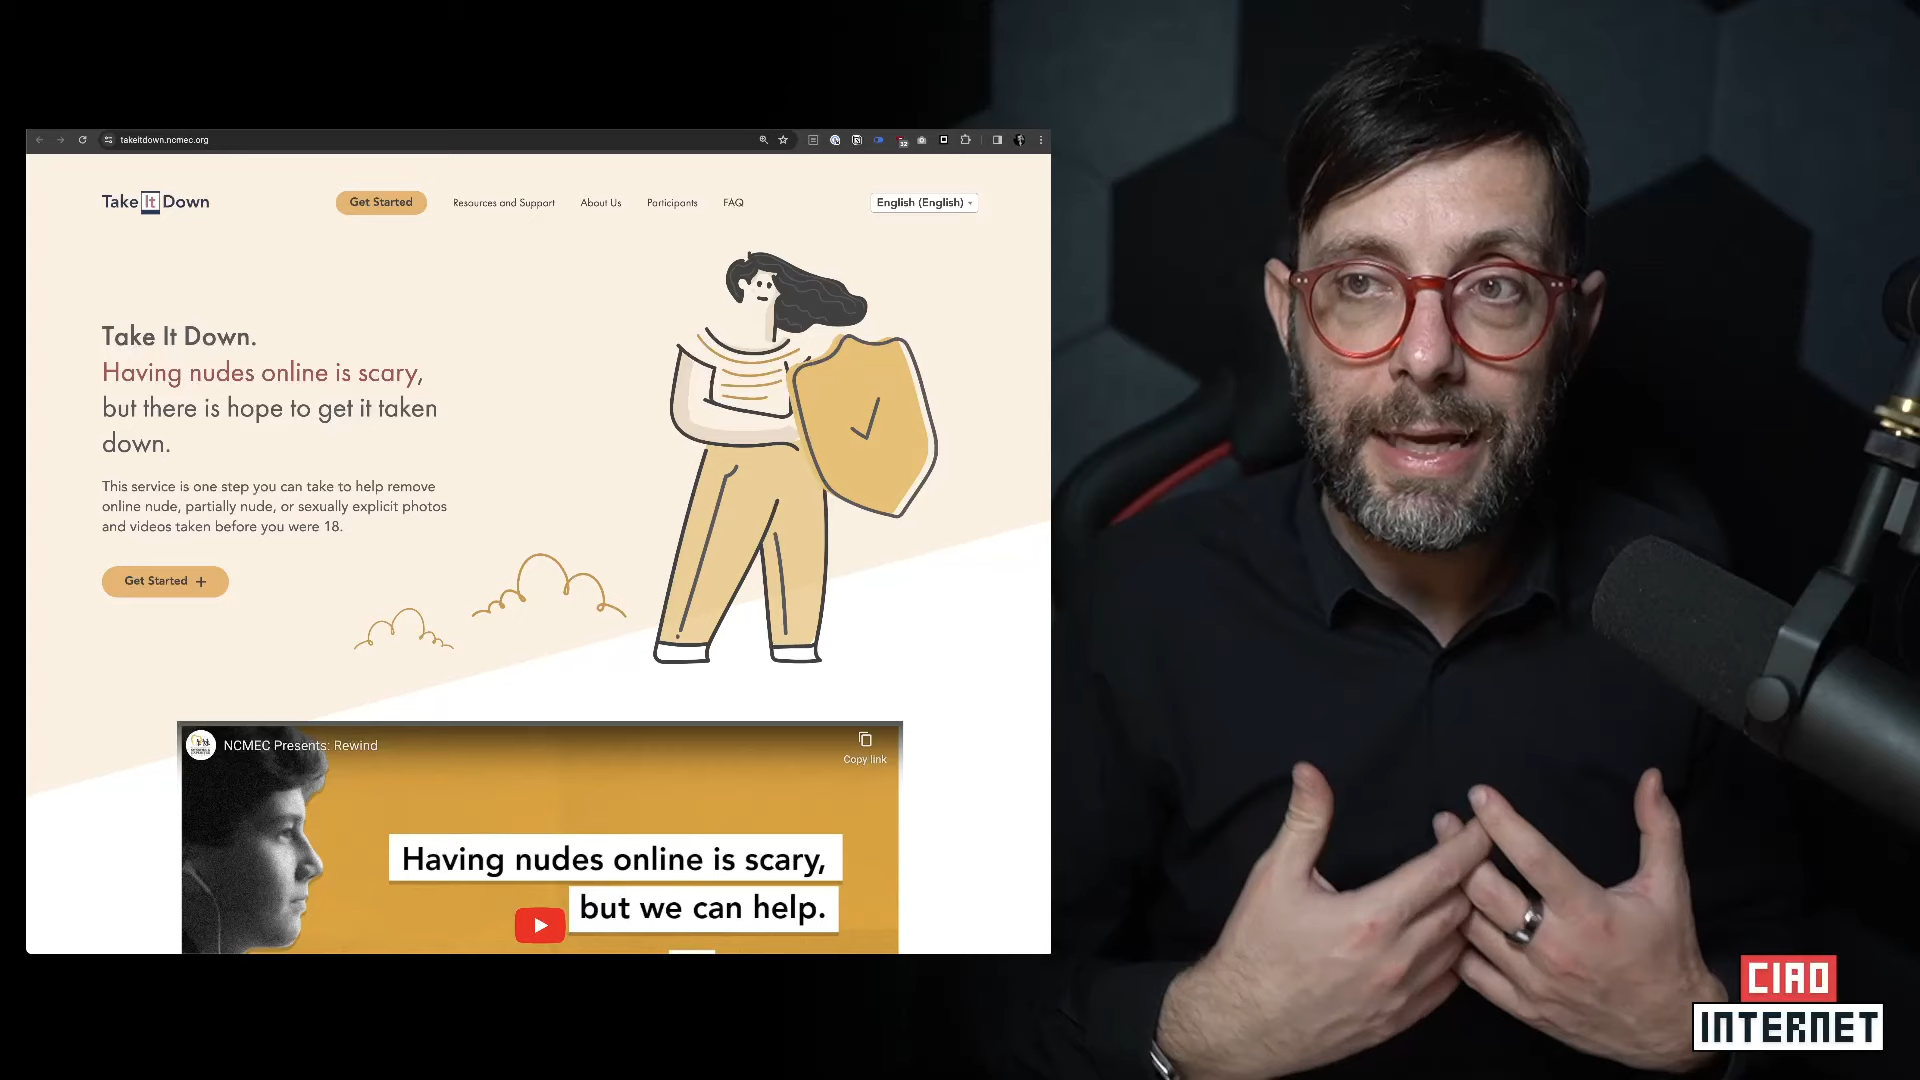 takeitdown.ncmec.org
12
Take It Down
Get Started
Resources and Support
About Us
Participants
FAQ
English (English)
Take It Down.
Having nudes online is scary,
but there is hope to get it taken
down.
This service is one step you can take to help remove
online nude, partially nude, or sexually explicit photos
and videos taken before you were 18.
Get Started +
NCMEC Presents: Rewind
Copy link
Having nudes online is scary,
but we can help.
CIAO
INTERNET